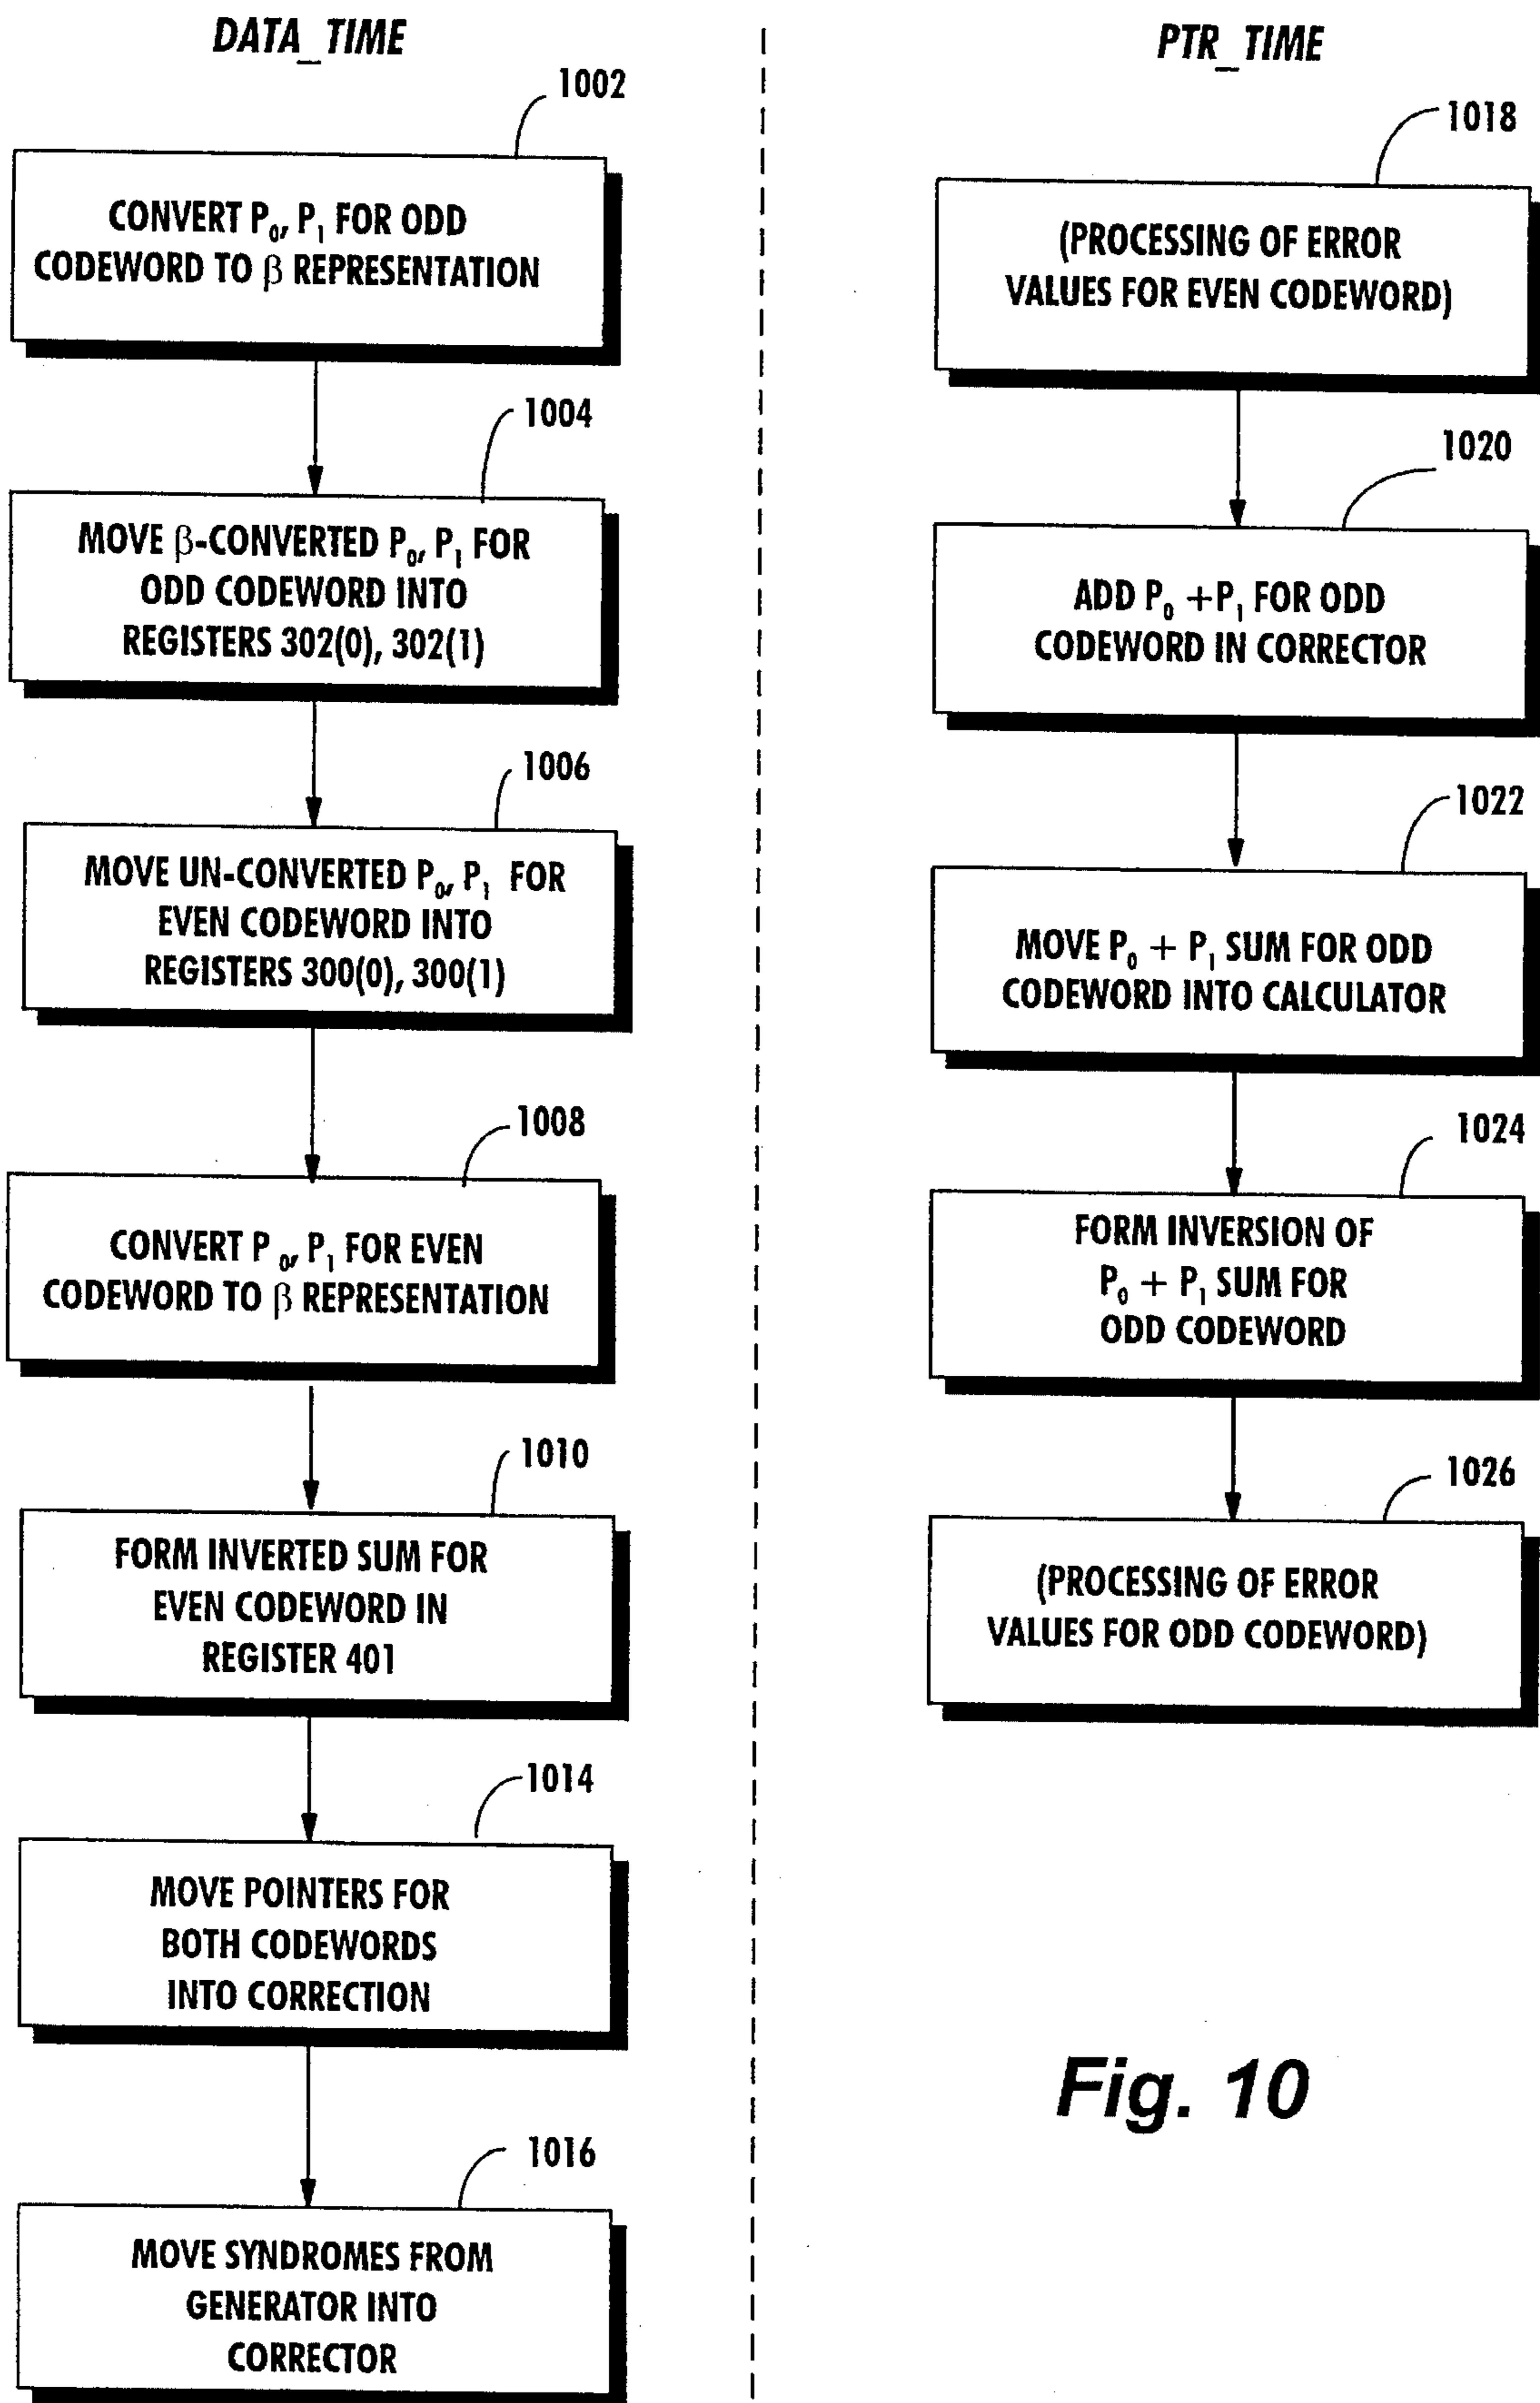 DATA_TIME
1002
CONVERT P₀, P₁ FOR ODD
CODEWORD TO β REPRESENTATION
1004
MOVE β-CONVERTED P₀, P₁ FOR
ODD CODEWORD INTO
REGISTERS 302(0), 302(1)
1006
MOVE UN-CONVERTED P₀, P₁ FOR
EVEN CODEWORD INTO
REGISTERS 300(0), 300(1)
1008
CONVERT P₀, P₁ FOR EVEN
CODEWORD TO β REPRESENTATION
1010
FORM INVERTED SUM FOR
EVEN CODEWORD IN
REGISTER 401
1014
MOVE POINTERS FOR
BOTH CODEWORDS
INTO CORRECTION
1016
MOVE SYNDROMES FROM
GENERATOR INTO
CORRECTOR
PTR_TIME
1018
(PROCESSING OF ERROR
VALUES FOR EVEN CODEWORD)
1020
ADD P₀ +P₁ FOR ODD
CODEWORD IN CORRECTOR
1022
MOVE P₀ + P₁ SUM FOR ODD
CODEWORD INTO CALCULATOR
1024
FORM INVERSION OF
P₀ + P₁ SUM FOR
ODD CODEWORD
1026
(PROCESSING OF ERROR
VALUES FOR ODD CODEWORD)
Fig. 10